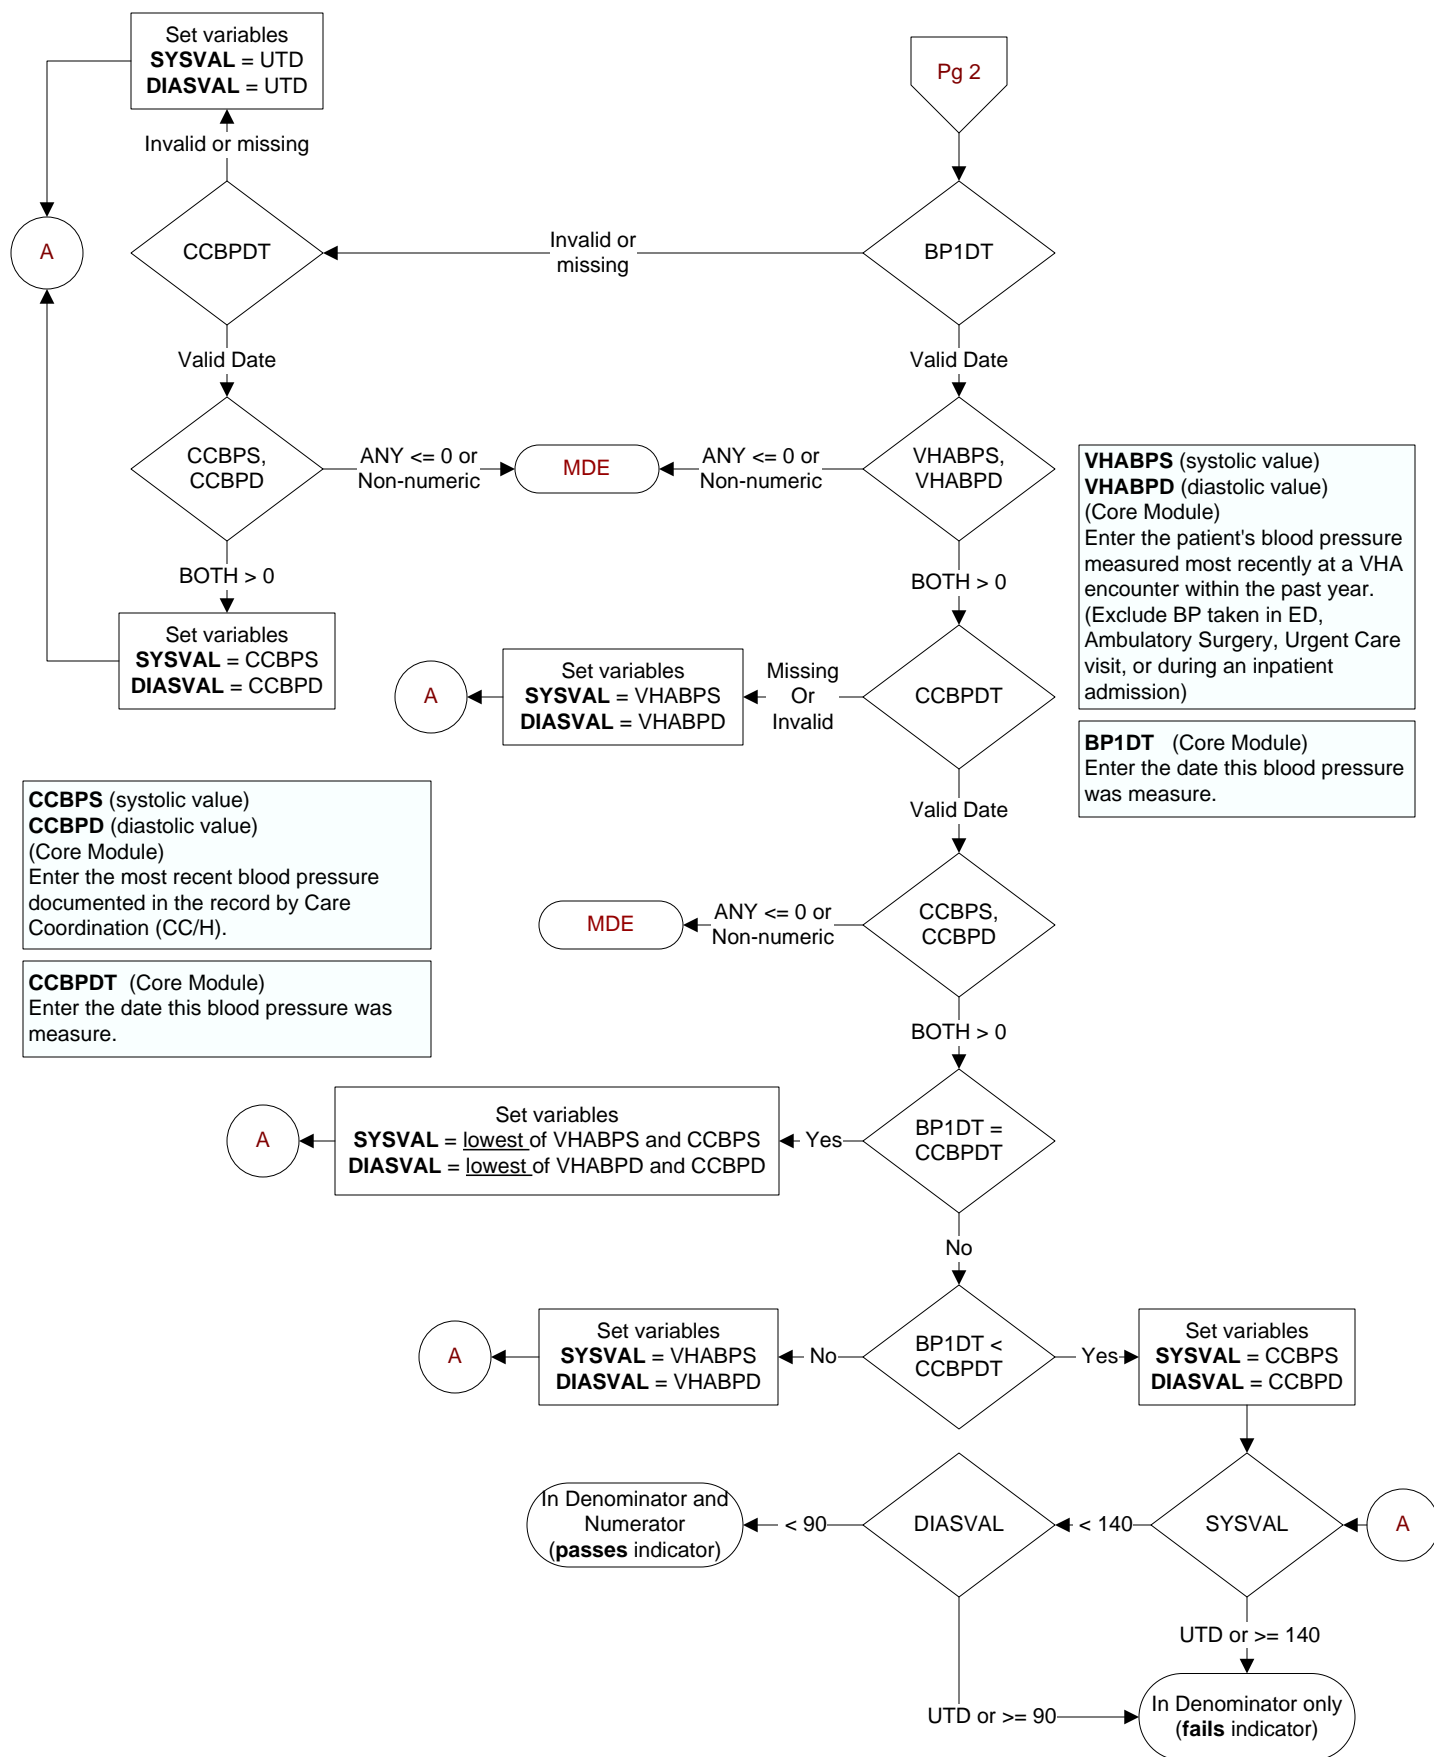 Set variables
SYSVAL = UTD
DIASVAL = UTD
Pg 2
Invalid or missing
A
CCBPDT
Invalid or
missing
BP1DT
Valid Date
Valid Date
CCBPS,
CCBPD
ANY <= 0 or
Non-numeric
MDE
ANY <= 0 or
Non-numeric
VHABPS,
VHABPD
VHABPS (systolic value)
VHABPD (diastolic value)
(Core Module)
Enter the patient's blood pressure
measured most recently at a VHA
encounter within the past year.
(Exclude BP taken in ED,
Ambulatory Surgery, Urgent Care
visit, or during an inpatient
admission)
BOTH > 0
BOTH > 0
Set variables
SYSVAL = CCBPS
DIASVAL = CCBPD
A
Set variables
SYSVAL = VHABPS
DIASVAL = VHABPD
Missing
Or
Invalid
CCBPDT
BP1DT (Core Module)
Enter the date this blood pressure
was measure.
CCBPS (systolic value)
CCBPD (diastolic value)
(Core Module)
Enter the most recent blood pressure
documented in the record by Care
Coordination (CC/H).
Valid Date
MDE
ANY <= 0 or
Non-numeric
CCBPS,
CCBPD
CCBPDT (Core Module)
Enter the date this blood pressure was
measure.
BOTH > 0
A
Set variables
SYSVAL = lowest of VHABPS and CCBPS
DIASVAL = lowest of VHABPD and CCBPD
Yes
BP1DT =
CCBPDT
No
A
Set variables
SYSVAL = VHABPS
DIASVAL = VHABPD
No
BP1DT <
CCBPDT
Yes
Set variables
SYSVAL = CCBPS
DIASVAL = CCBPD
In Denominator and
Numerator
(passes indicator)
< 90
DIASVAL
< 140
SYSVAL
A
UTD or >= 140
UTD or >= 90
In Denominator only
(fails indicator)